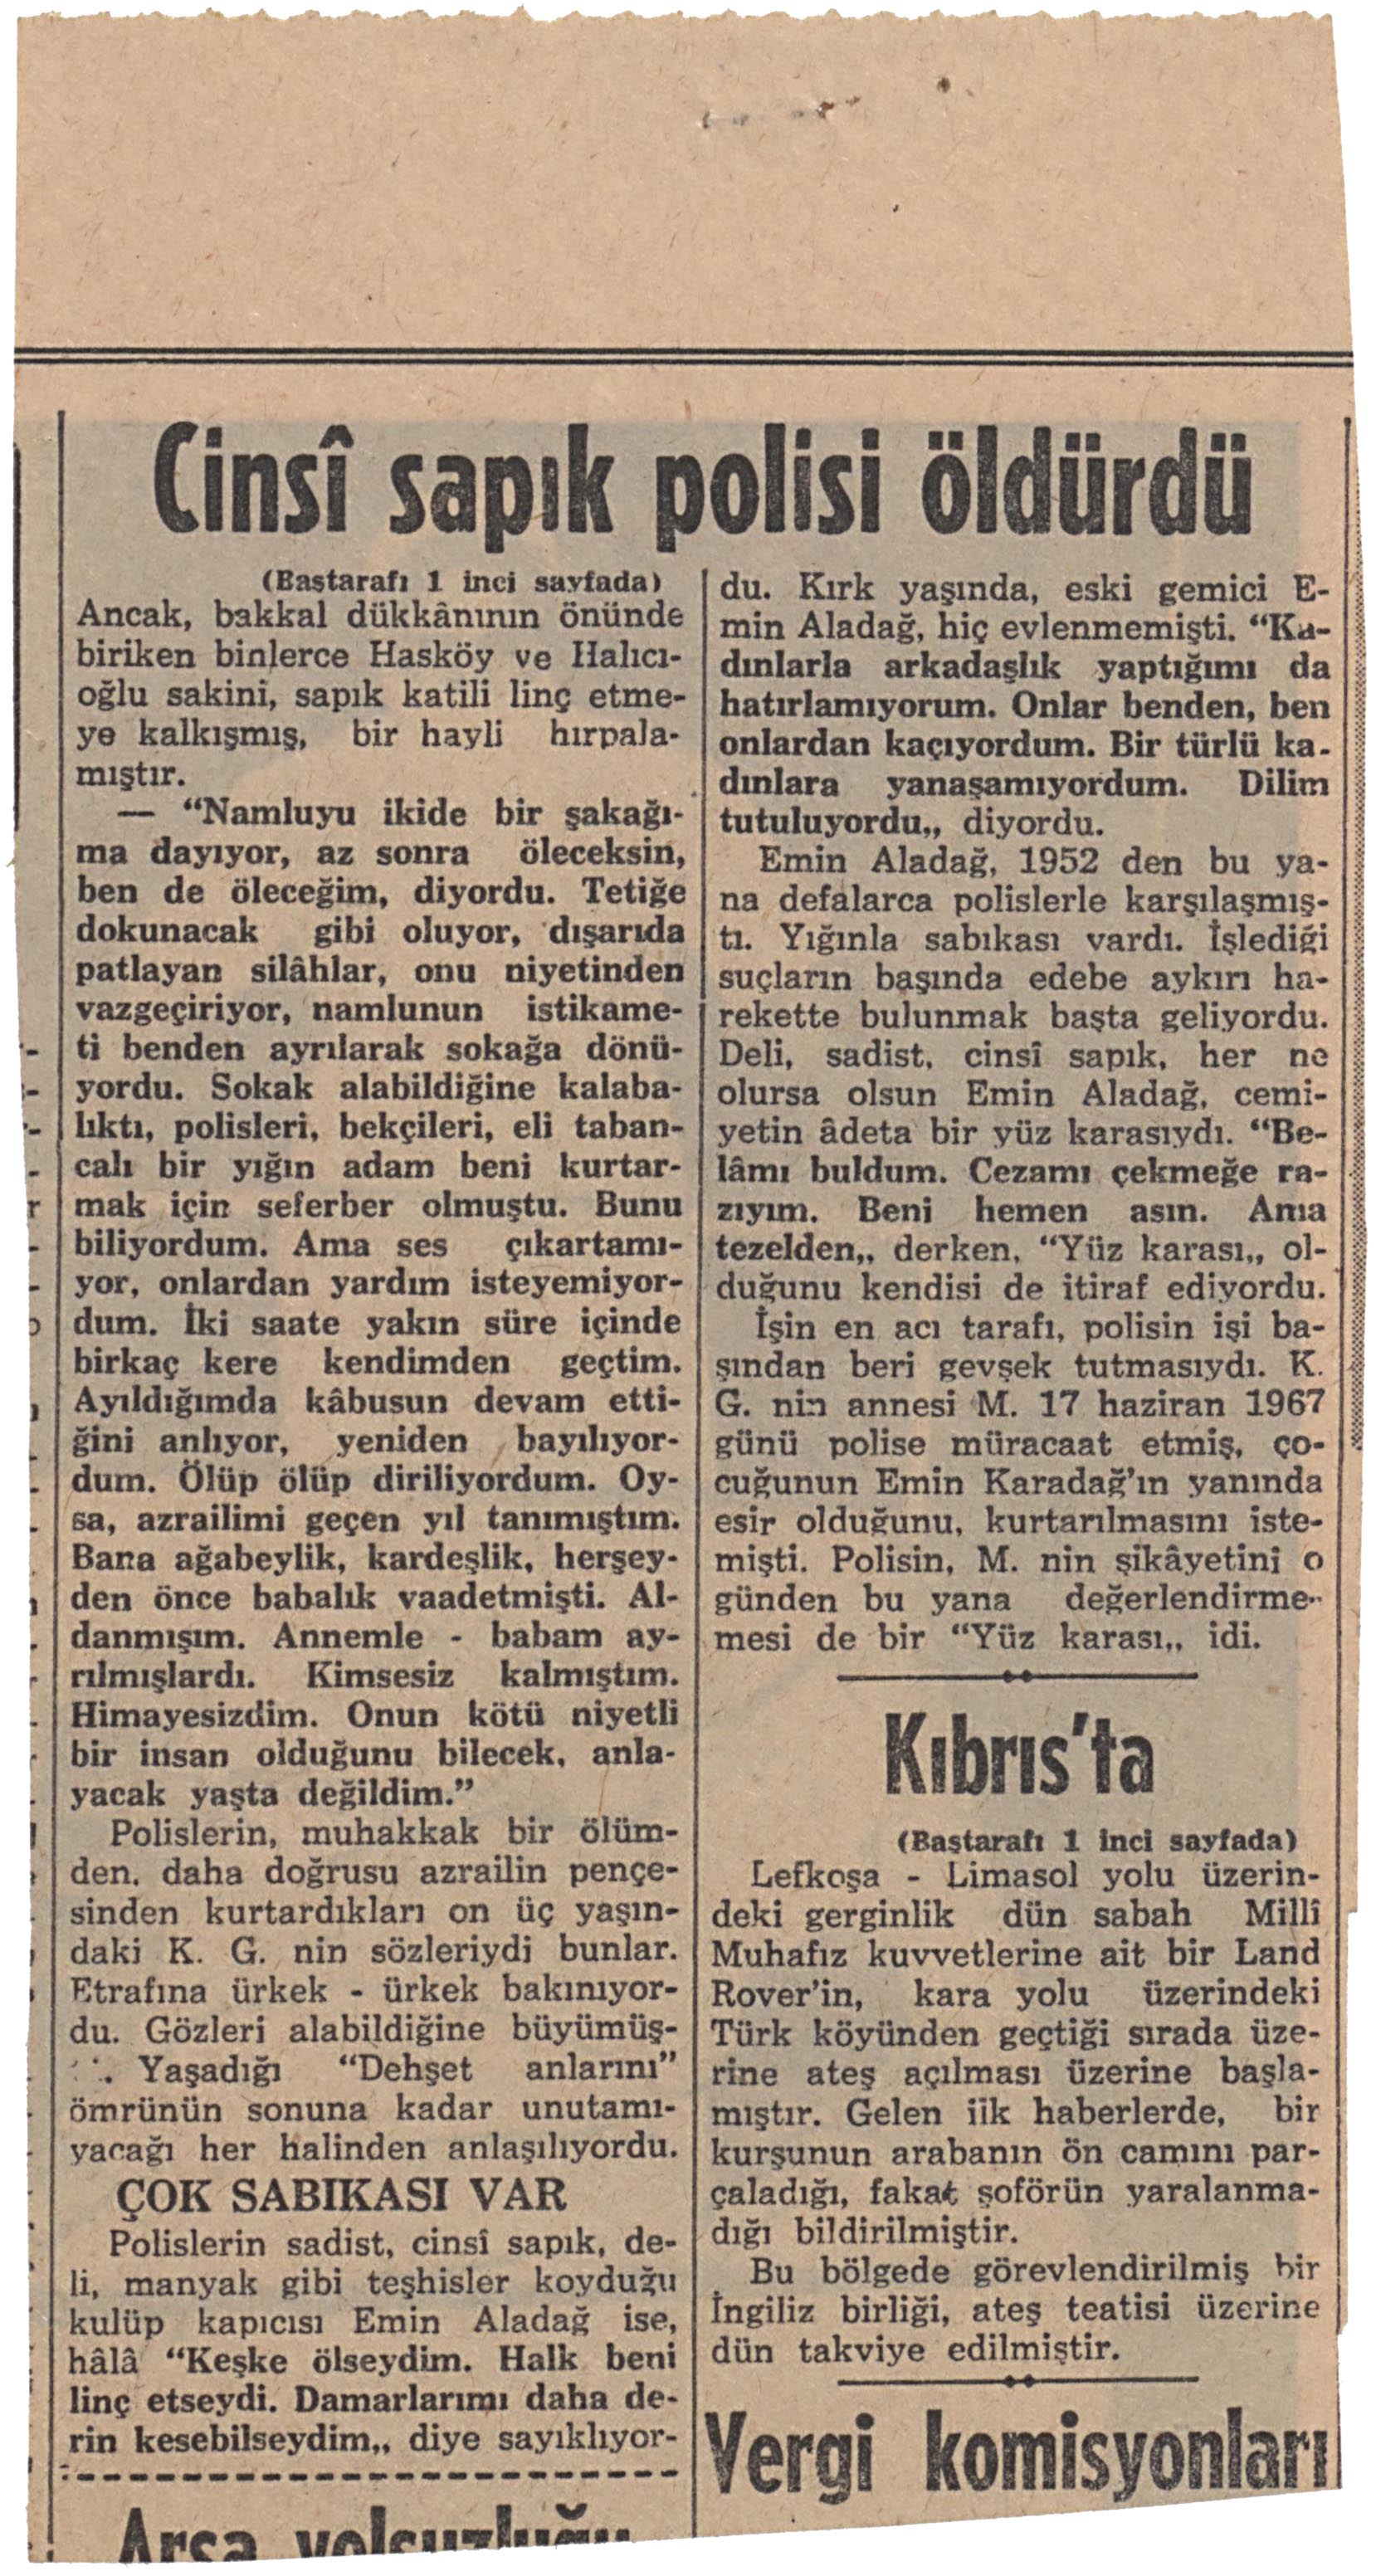 Cinsî sapık polisi öldürdü
(Baştarafı 1 inci sayfada)
Ancak, bakkal dükkânının önünde
biriken binlerce Hasköy ve Halıcı-
oğlu sakini, sapık katili linç etme-
ye kalkışmış, bir hayli hırpala-
mıştır.
— “Namluyu ikide bir şakağı-
ma dayıyor, az sonra öleceksin,
ben de öleceğim, diyordu. Tetiğe
dokunacak gibi oluyor, dışarıda
patlayan silâhlar, onu niyetinden
vazgeçiriyor, namlunun istikame-
ti benden ayrılarak sokağa dönü-
yordu. Sokak alabildiğine kalaba-
lıktı, polisleri, bekçileri, eli taban-
calı bir yığın adam beni kurtar-
mak için seferber olmuştu. Bunu
biliyordum. Ama ses çıkartamı-
yor, onlardan yardım isteyemiyor-
dum. İki saate yakın süre içinde
birkaç kere kendimden geçtim.
Ayıldığımda kâbusun devam etti-
ğini anlıyor, yeniden bayılıyor-
dum. Ölüp ölüp diriliyordum. Oy-
sa, azrailimi geçen yıl tanımıştım.
Bana ağabeylik, kardeşlik, herşey-
den önce babalık vaadetmişti. Al-
danmışım. Annemle - babam ay-
rılmışlardı. Kimsesiz kalmıştım.
Himayesizdim. Onun kötü niyetli
bir insan olduğunu bilecek, anla-
yacak yaşta değildim.”
Polislerin, muhakkak bir ölüm-
den, daha doğrusu azrailin pençe-
sinden kurtardıkları on üç yaşın-
daki K. G. nin sözleriydi bunlar.
Etrafına ürkek - ürkek bakınıyor-
du. Gözleri alabildiğine büyümüş-
Yaşadığı “Dehşet anlarını”
ömrünün sonuna kadar unutamı-
yacağı her halinden anlaşılıyordu.
ÇOK SABIKASI VAR
Polislerin sadist, cinsî sapık, de-
li, manyak gibi teşhisler koyduğu
kulüp kapıcısı Emin Aladağ ise,
hâlâ “Keşke ölseydim. Halk beni
linç etseydi. Damarlarımı daha de-
rin kesebilseydim,, diye sayıklıyor-
du. Kırk yaşında, eski gemici E-
min Aladağ, hiç evlenmemişti. “Ka-
dınlarla arkadaşlık yaptığımı da
hatırlamıyorum. Onlar benden, ben
onlardan kaçıyordum. Bir türlü ka-
dınlara yanaşamıyordum. Dilim
tutuluyordu,, diyordu.
Emin Aladağ, 1952 den bu ya-
na defalarca polislerle karşılaşmış-
tı. Yığınla sabıkası vardı. İşlediği
suçların başında edebe aykırı ha-
rekette bulunmak başta geliyordu.
Deli, sadist, cinsî sapık, her ne
olursa olsun Emin Aladağ, cemi-
yetin âdeta bir yüz karasıydı. “Be-
lâmı buldum. Cezamı çekmeğe ra-
zıyım. Beni hemen asın. Ama
tezelden,, derken, “Yüz karası,, ol-
duğunu kendisi de itiraf ediyordu.
İşin en acı tarafı, polisin işi ba-
şından beri gevşek tutmasıydı. K.
G. nin annesi M. 17 haziran 1967
günü polise müracaat etmiş, ço-
cuğunun Emin Karadağ’ın yanında
esir olduğunu, kurtarılmasını iste-
mişti. Polisin, M. nin şikâyetini o
günden bu yana değerlendirme-
mesi de bir “Yüz karası,, idi.
Kıbrıs’ta
(Baştarafı 1 inci sayfada)
Lefkoşa - Limasol yolu üzerin-
deki gerginlik dün sabah Millî
Muhafız kuvvetlerine ait bir Land
Rover’in, kara yolu üzerindeki
Türk köyünden geçtiği sırada üze-
rine ateş açılması üzerine başla-
mıştır. Gelen ilk haberlerde, bir
kurşunun arabanın ön camını par-
çaladığı, fakat şoförün yaralanma-
dığı bildirilmiştir.
Bu bölgede görevlendirilmiş bir
İngiliz birliği, ateş teatisi üzerine
dün takviye edilmiştir.
Vergi komisyonları
Arsa yolsuzluğu